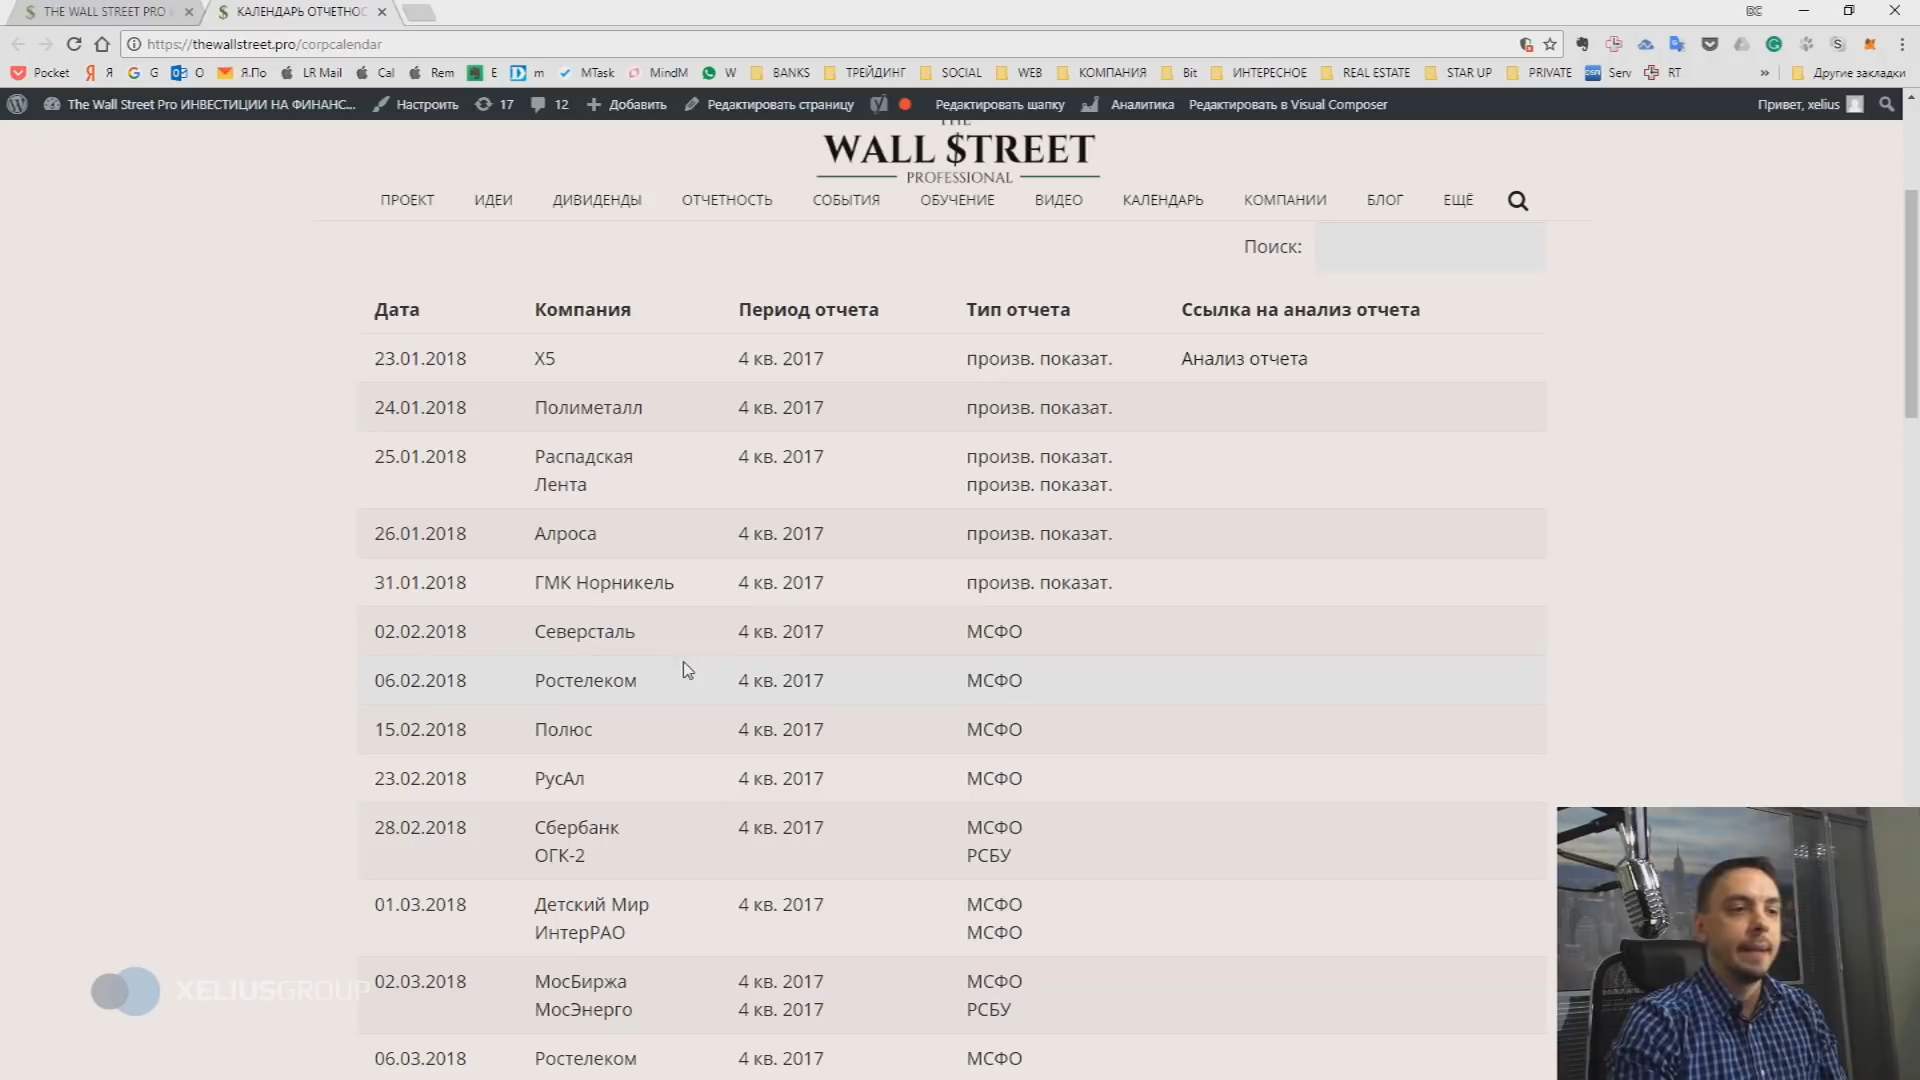 THE WALL STREET PRO
КАЛЕНДАРЬ ОТЧЕТНОС
https://thewallstreet.pro/corpcalendar
Pocket Я G O Я.По LR Mail Cal Rem E m MTask MindM W BANKS ТРЕЙДИНГ SOCIAL WEB КОМПАНИЯ Bit ИНТЕРЕСНОЕ REAL ESTATE STAR UP PRIVATE Serv RT » Другие закладки
The Wall Street Pro ИНВЕСТИЦИИ НА ФИНАНС... Настроить 17 12 Добавить Редактировать страницу Редактировать шапку Аналитика Редактировать в Visual Composer Привет, xelius
THE
WALL $TREET
PROFESSIONAL
ПРОЕКТ ИДЕИ ДИВИДЕНДЫ ОТЧЕТНОСТЬ СОБЫТИЯ ОБУЧЕНИЕ ВИДЕО КАЛЕНДАРЬ КОМПАНИИ БЛОГ ЕЩЁ
Поиск:
Дата Компания Период отчета Тип отчета Ссылка на анализ отчета
23.01.2018 X5 4 кв. 2017 произв. показат. Анализ отчета
24.01.2018 Полиметалл 4 кв. 2017 произв. показат.
25.01.2018 Распадская 4 кв. 2017 произв. показат.
Лента произв. показат.
26.01.2018 Алроса 4 кв. 2017 произв. показат.
31.01.2018 ГМК Норникель 4 кв. 2017 произв. показат.
02.02.2018 Северсталь 4 кв. 2017 МСФО
06.02.2018 Ростелеком 4 кв. 2017 МСФО
15.02.2018 Полюс 4 кв. 2017 МСФО
23.02.2018 РусАл 4 кв. 2017 МСФО
28.02.2018 Сбербанк 4 кв. 2017 МСФО
ОГК-2 РСБУ
01.03.2018 Детский Мир 4 кв. 2017 МСФО
ИнтерРАО МСФО
02.03.2018 МосБиржа 4 кв. 2017 МСФО
МосЭнерго 4 кв. 2017 РСБУ
06.03.2018 Ростелеком 4 кв. 2017 МСФО
XELIUSGROUP